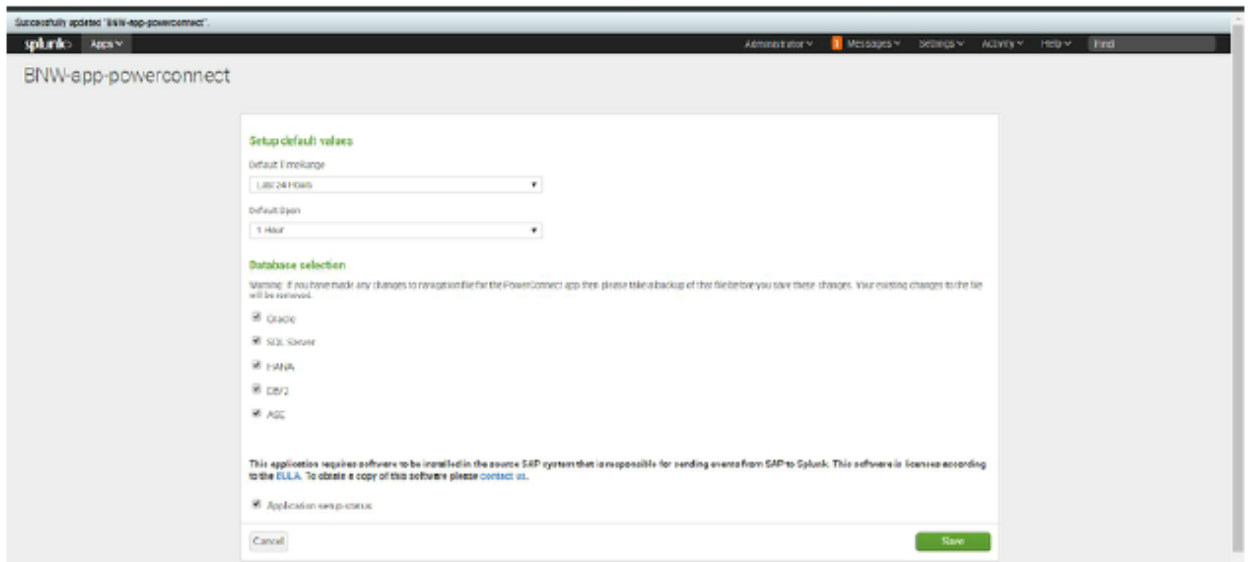 Successfully updated "BNW-app-powerconnect".
splunk> Apps Administrator 3 Messages Settings Activity Help Find
BNW-app-powerconnect
Setup default values
Default TimeRange
Last 24 Hours
Default Span
1 Hour
Database selection
Warning: If you have made any changes to navigation file for the PowerConnect app then please take a backup of that file before you save these changes. Your existing changes to the file
will be removed.
Oracle
SQL Server
HANA
DB/2
ASE
This application requires software to be installed in the source SAP system that is responsible for sending events from SAP to Splunk. This software is licenses according
to the EULA. To obtain a copy of this software please contact us.
Application setup status
Cancel Save